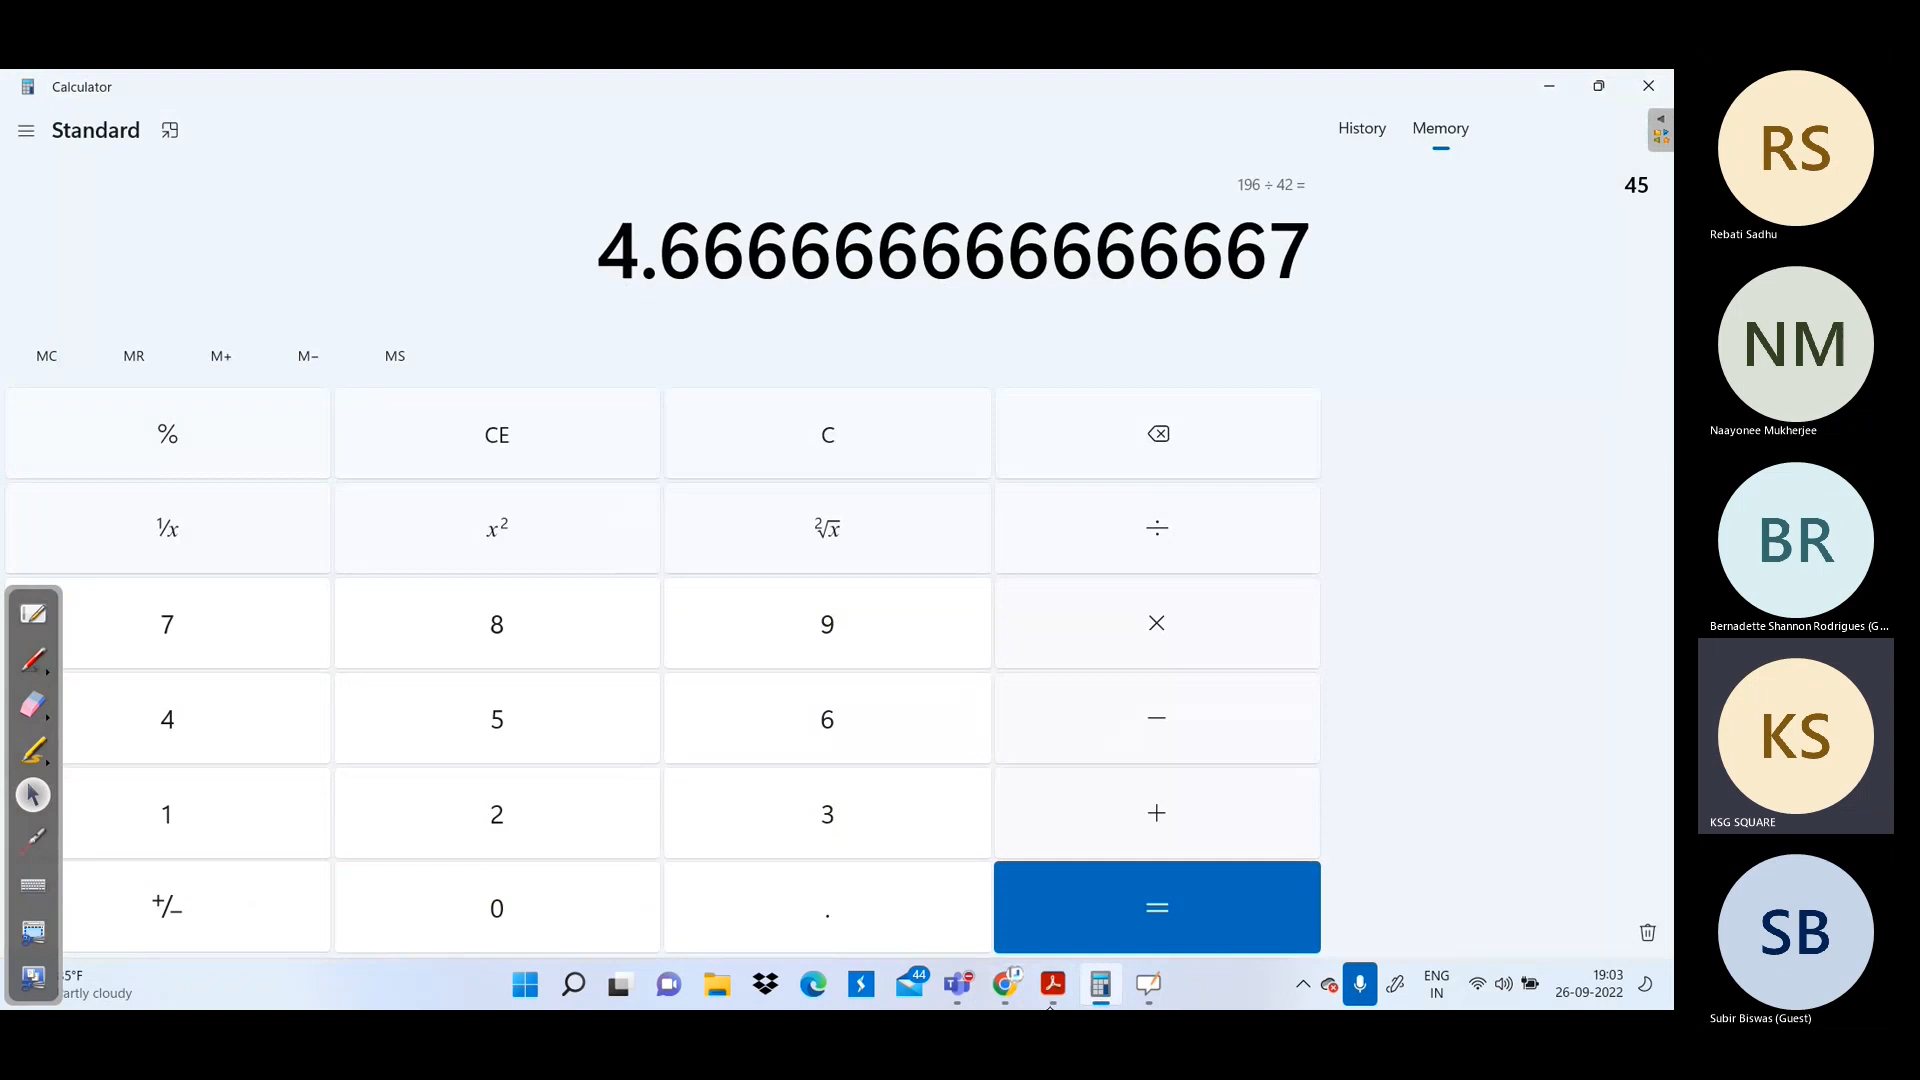 Calculator
Standard
History
Memory
196 ÷ 42 =
45
4.666666666666667
MC
MR
M+
M−
MS
%
CE
C
¹⁄x
x²
²√x
÷
7
8
9
×
4
5
6
−
1
2
3
+
+/−
0
.
=
5°F
artly cloudy
44
ENG
IN
19:03
26-09-2022
RS
Rebati Sadhu
NM
Naayonee Mukherjee
BR
Bernadette Shannon Rodrigues (G...
KS
KSG SQUARE
SB
Subir Biswas (Guest)